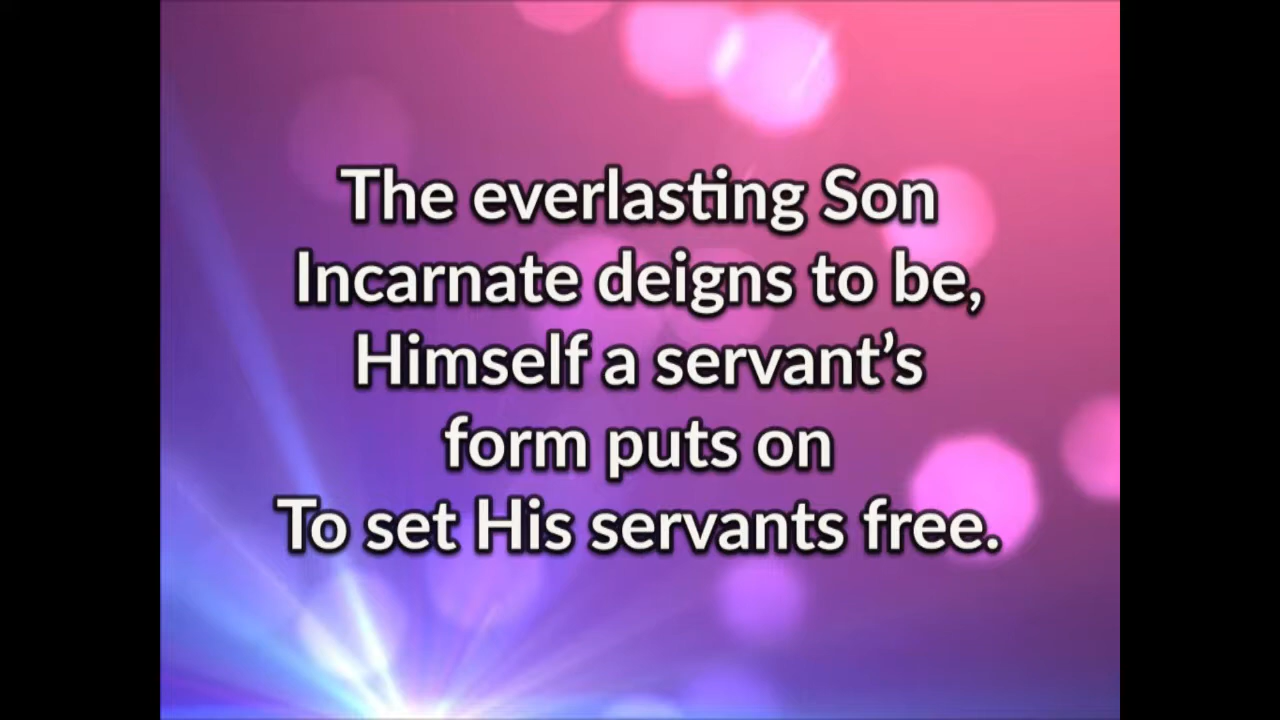 The everlasting Son
Incarnate deigns to be,
Himself a servant’s
form puts on
To set His servants free.